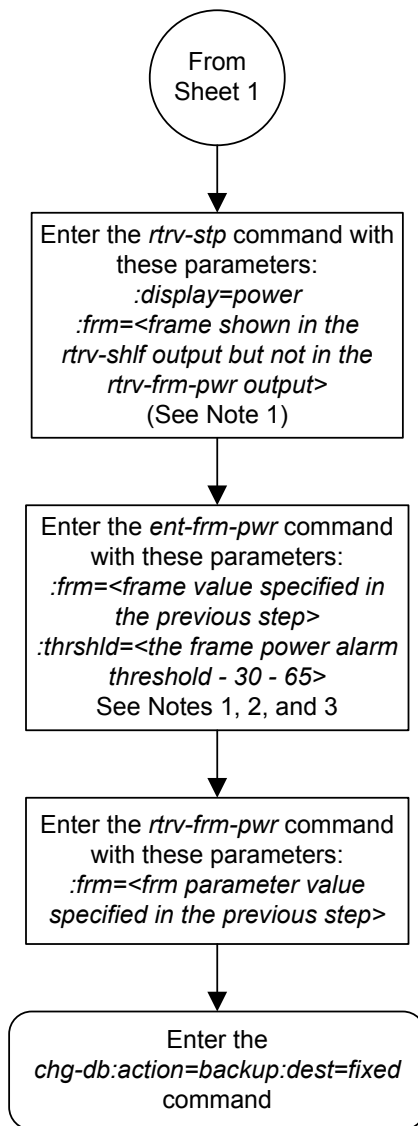 From
Sheet 1
Enter the rtrv-stp command with
these parameters:
:display=power
:frm=<frame shown in the
rtrv-shlf output but not in the
rtrv-frm-pwr output>
(See Note 1)
Enter the ent-frm-pwr command
with these parameters:
:frm=<frame value specified in
the previous step>
:thrshld=<the frame power alarm
threshold - 30 - 65>
See Notes 1, 2, and 3
Enter the rtrv-frm-pwr command
with these parameters:
:frm=<frm parameter value
specified in the previous step>
Enter the
chg-db:action=backup:dest=fixed
command